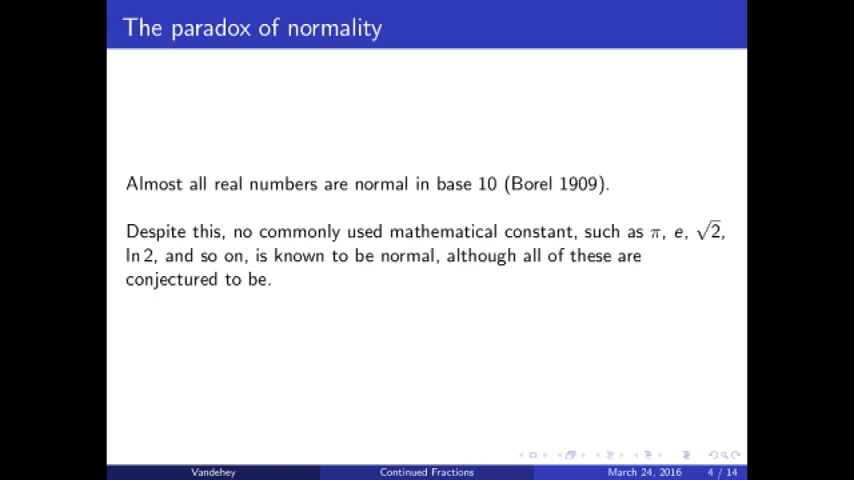 The paradox of normality
Almost all real numbers are normal in base 10 (Borel 1909).
Despite this, no commonly used mathematical constant, such as π, e, √2,
ln 2, and so on, is known to be normal, although all of these are
conjectured to be.
Vandehey Continued Fractions March 24, 2016 4 / 14